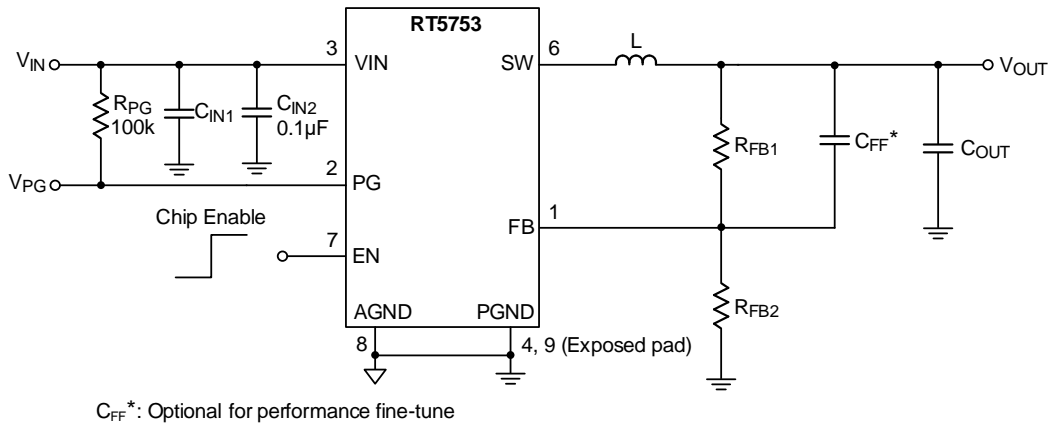 RT5753
VIN
3
VIN
SW
6
L
VOUT
RPG
100k
CIN1
CIN2
0.1µF
RFB1
CFF*
COUT
VPG
2
PG
Chip Enable
7
EN
FB
1
AGND
PGND
RFB2
8
4, 9 (Exposed pad)
CFF*: Optional for performance fine-tune